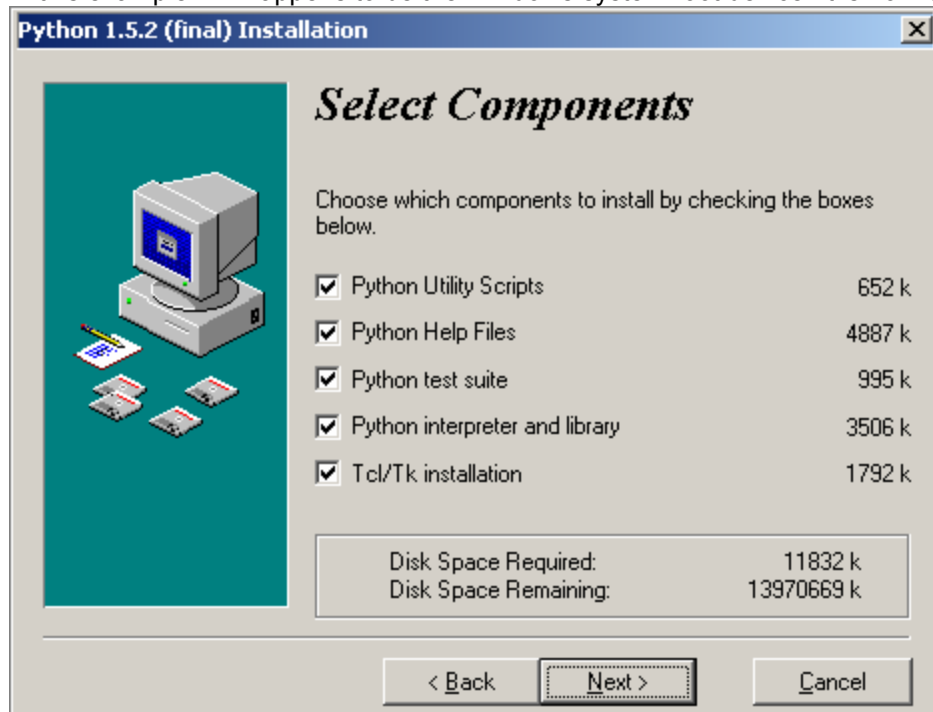 Python 1.5.2 (final) Installation
Select Components
Choose which components to install by checking the boxes
below.
Python Utility Scripts 652 k
Python Help Files 4887 k
Python test suite 995 k
Python interpreter and library 3506 k
Tcl/Tk installation 1792 k
Disk Space Required: 11832 k
Disk Space Remaining: 13970669 k
< Back Next > Cancel